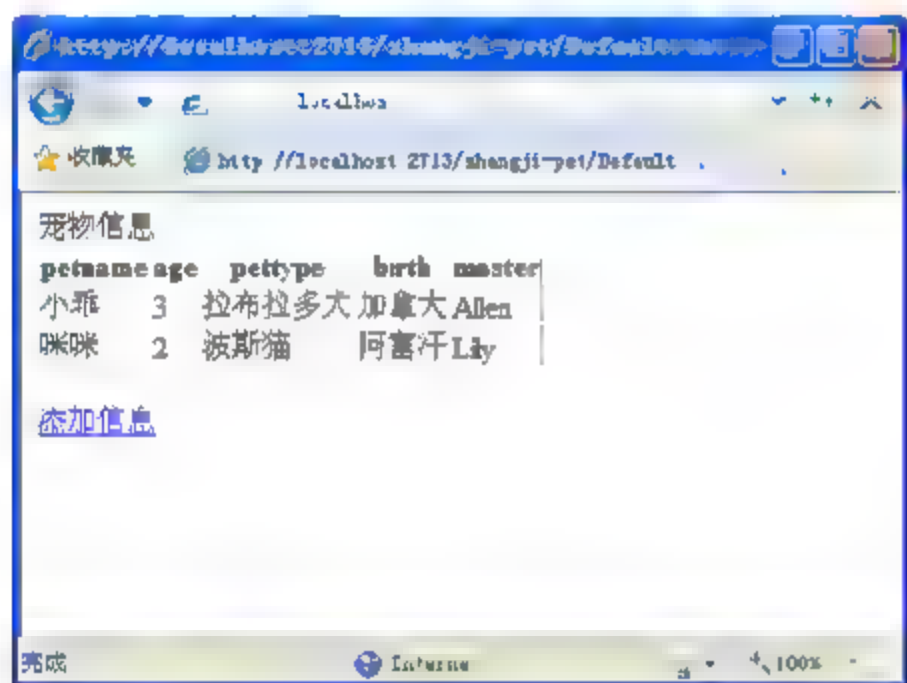 收藏夹 http //localhost 2713/shangji-pet/Default
宠物信息
petname age pettype birth master
小乖 3 拉布拉多犬 加拿大 Allen
咪咪 2 波斯猫 阿富汗 Lily
添加信息
完成 100%